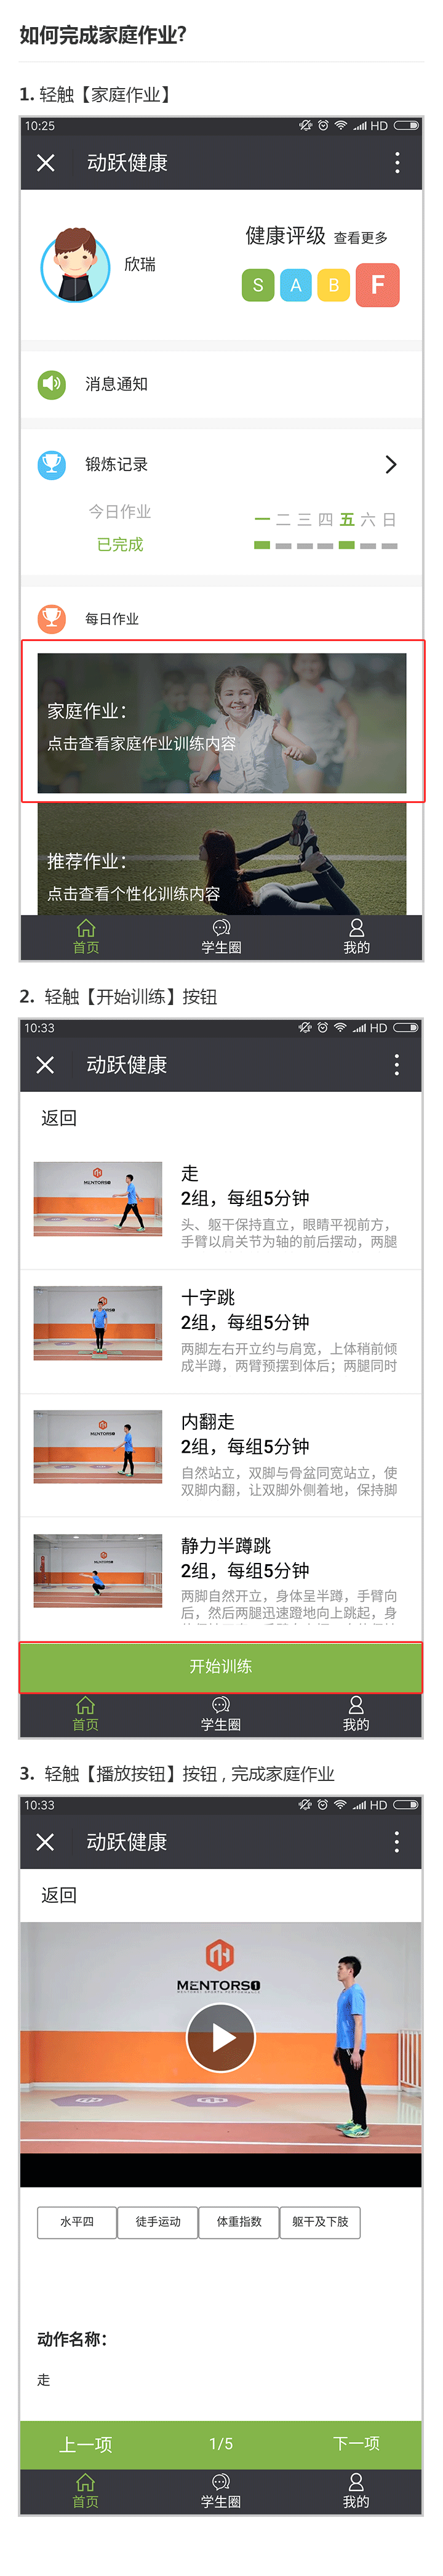 如何完成家庭作业?
1. 轻触【家庭作业】
10:25
HD
动跃健康
欣瑞
健康评级 查看更多
S A B F
消息通知
锻炼记录
今日作业
一 二 三 四 五 六 日
已完成
每日作业
家庭作业：
点击查看家庭作业训练内容
推荐作业：
点击查看个性化训练内容
首页 学生圈 我的
2. 轻触【开始训练】按钮
10:33
HD
动跃健康
返回
MENTORS1
走
2组，每组5分钟
头、躯干保持直立，眼睛平视前方，
手臂以肩关节为轴的前后摆动，两腿
十字跳
2组，每组5分钟
两脚左右开立约与肩宽，上体稍前倾
成半蹲，两臂预摆到体后；两腿同时
内翻走
2组，每组5分钟
自然站立，双脚与骨盆同宽站立，使
双脚内翻，让双脚外侧着地，保持脚
静力半蹲跳
2组，每组5分钟
两脚自然开立，身体呈半蹲，手臂向
后，然后两腿迅速蹬地向上跳起，身
开始训练
首页 学生圈 我的
3. 轻触【播放按钮】按钮 , 完成家庭作业
10:33
HD
动跃健康
返回
MENTORS1
水平四 徒手运动 体重指数 躯干及下肢
动作名称：
走
上一项 1/5 下一项
首页 学生圈 我的